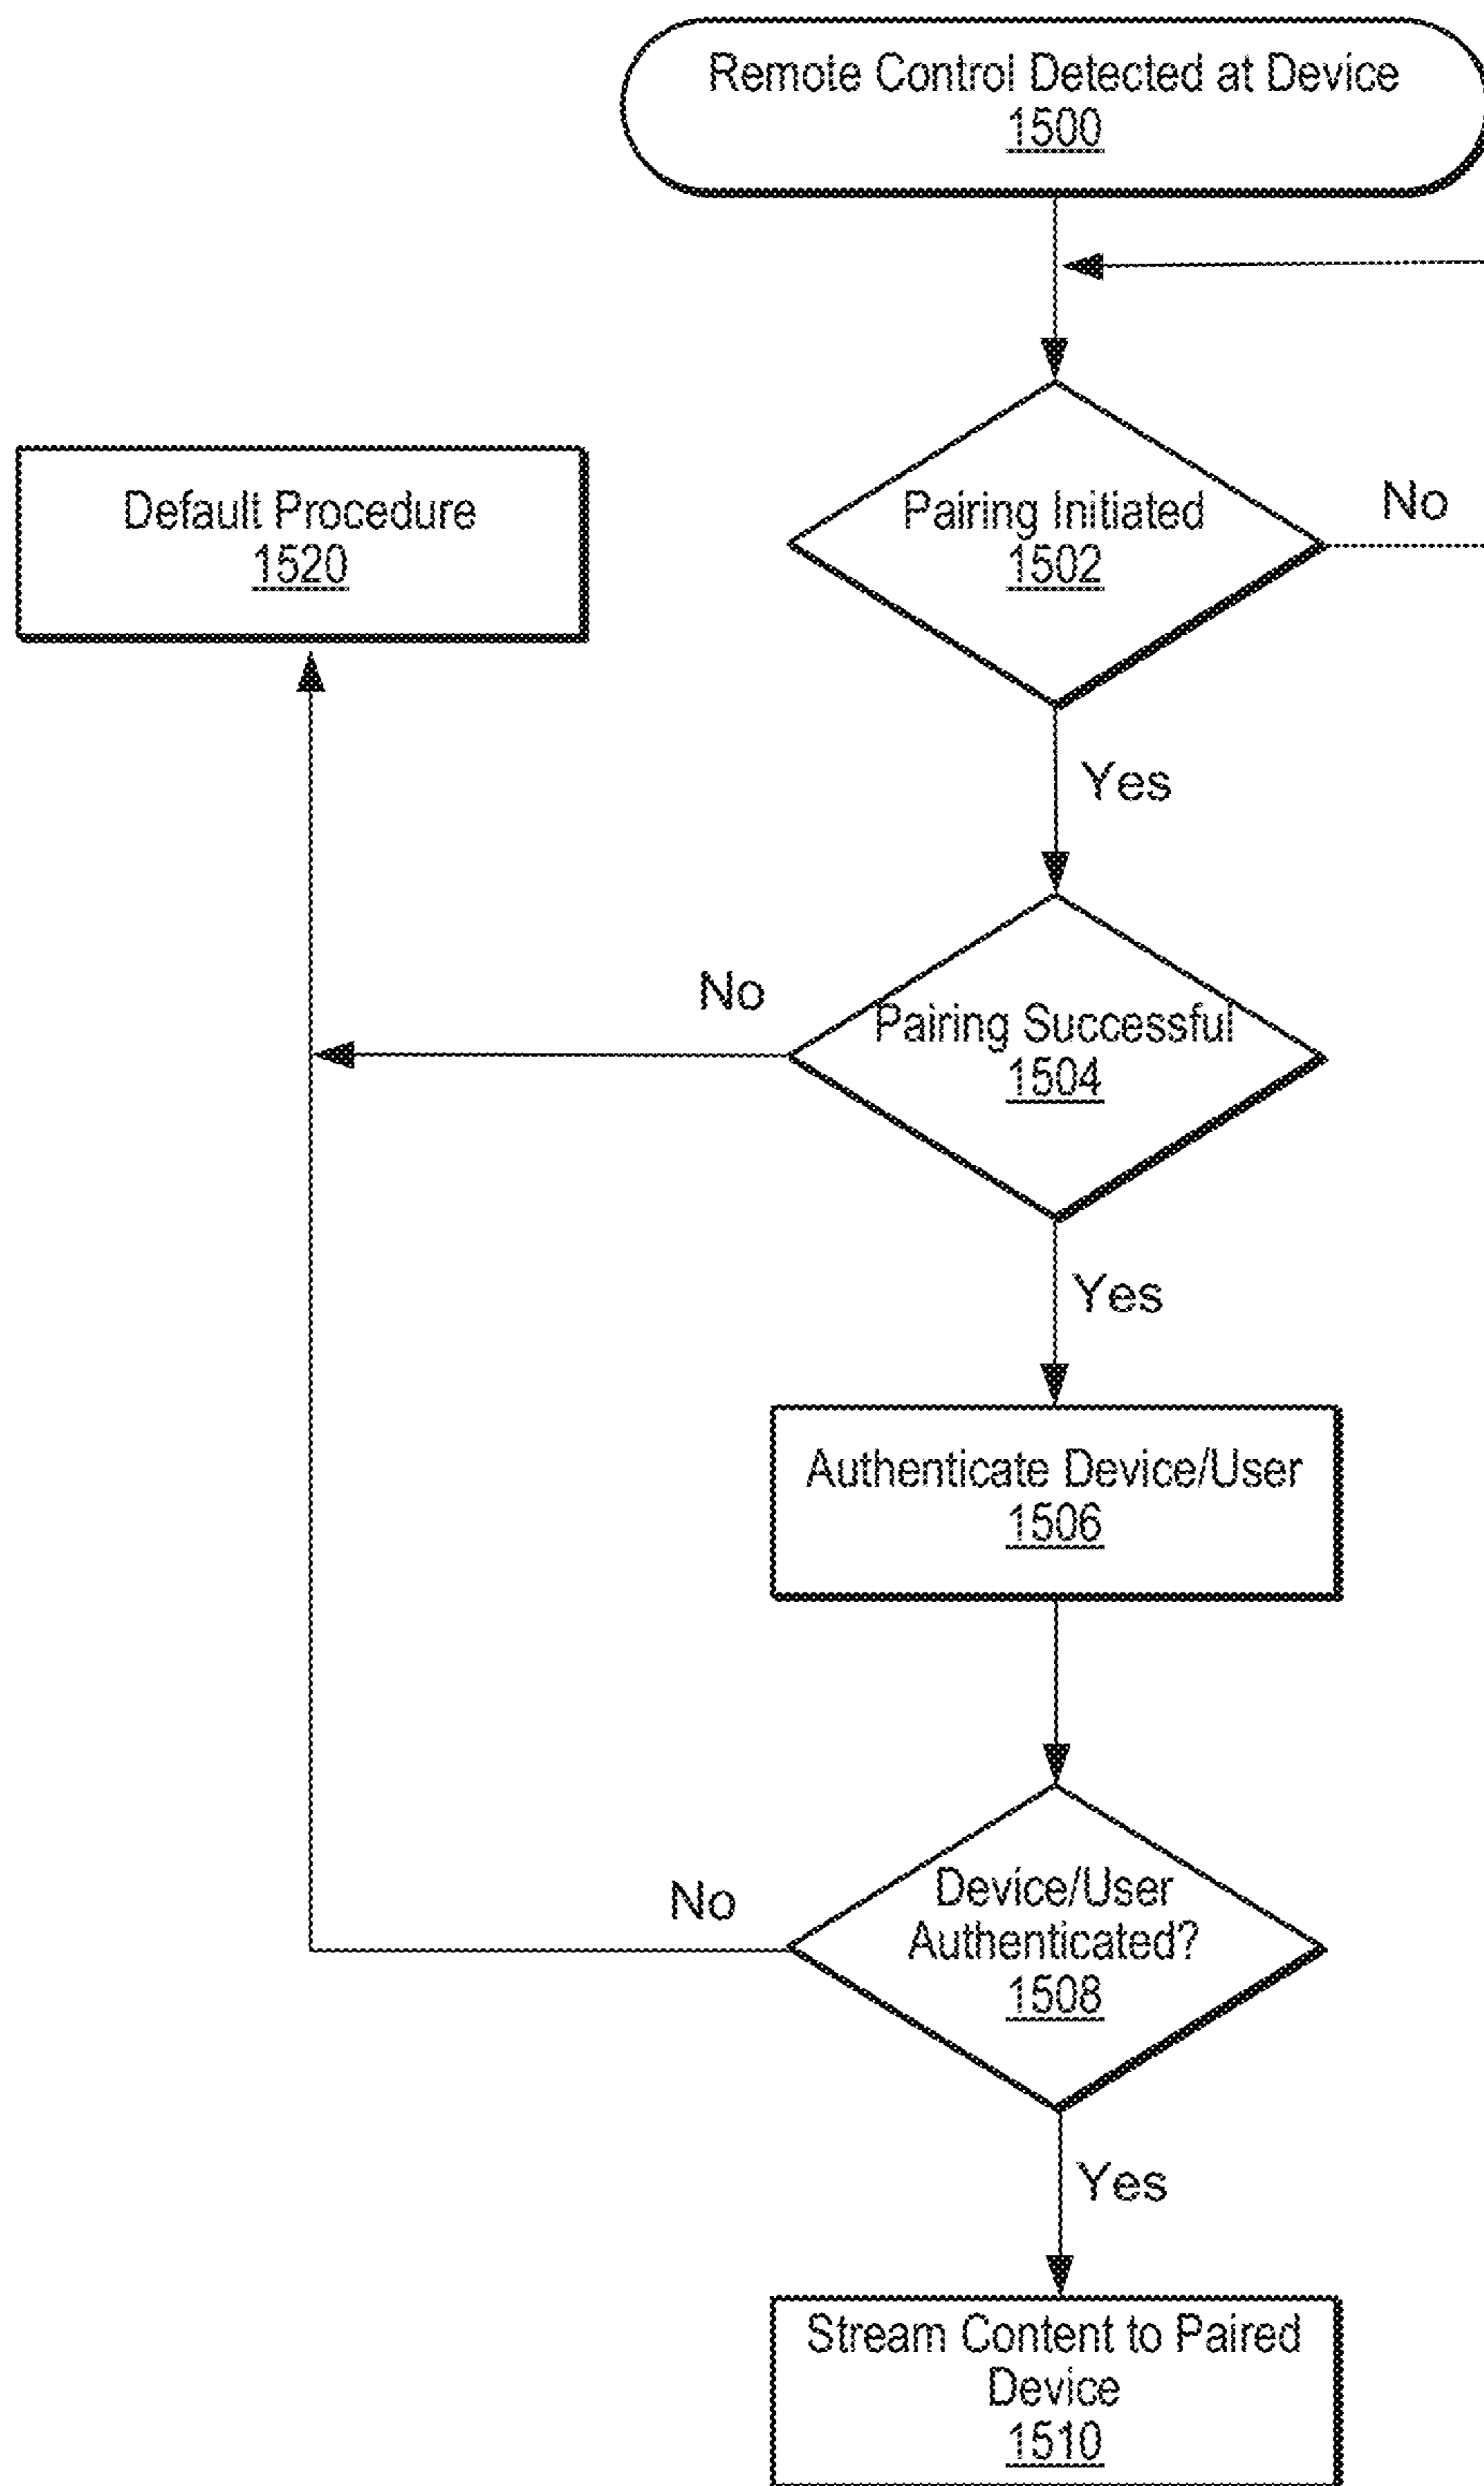 Remote Control Detected at Device
1500
Default Procedure
1520
Pairing Initiated
1502
No
Yes
No
Pairing Successful
1504
Yes
Authenticate Device/User
1506
No
Device/User
Authenticated?
1508
Yes
Stream Content to Paired
Device
1510